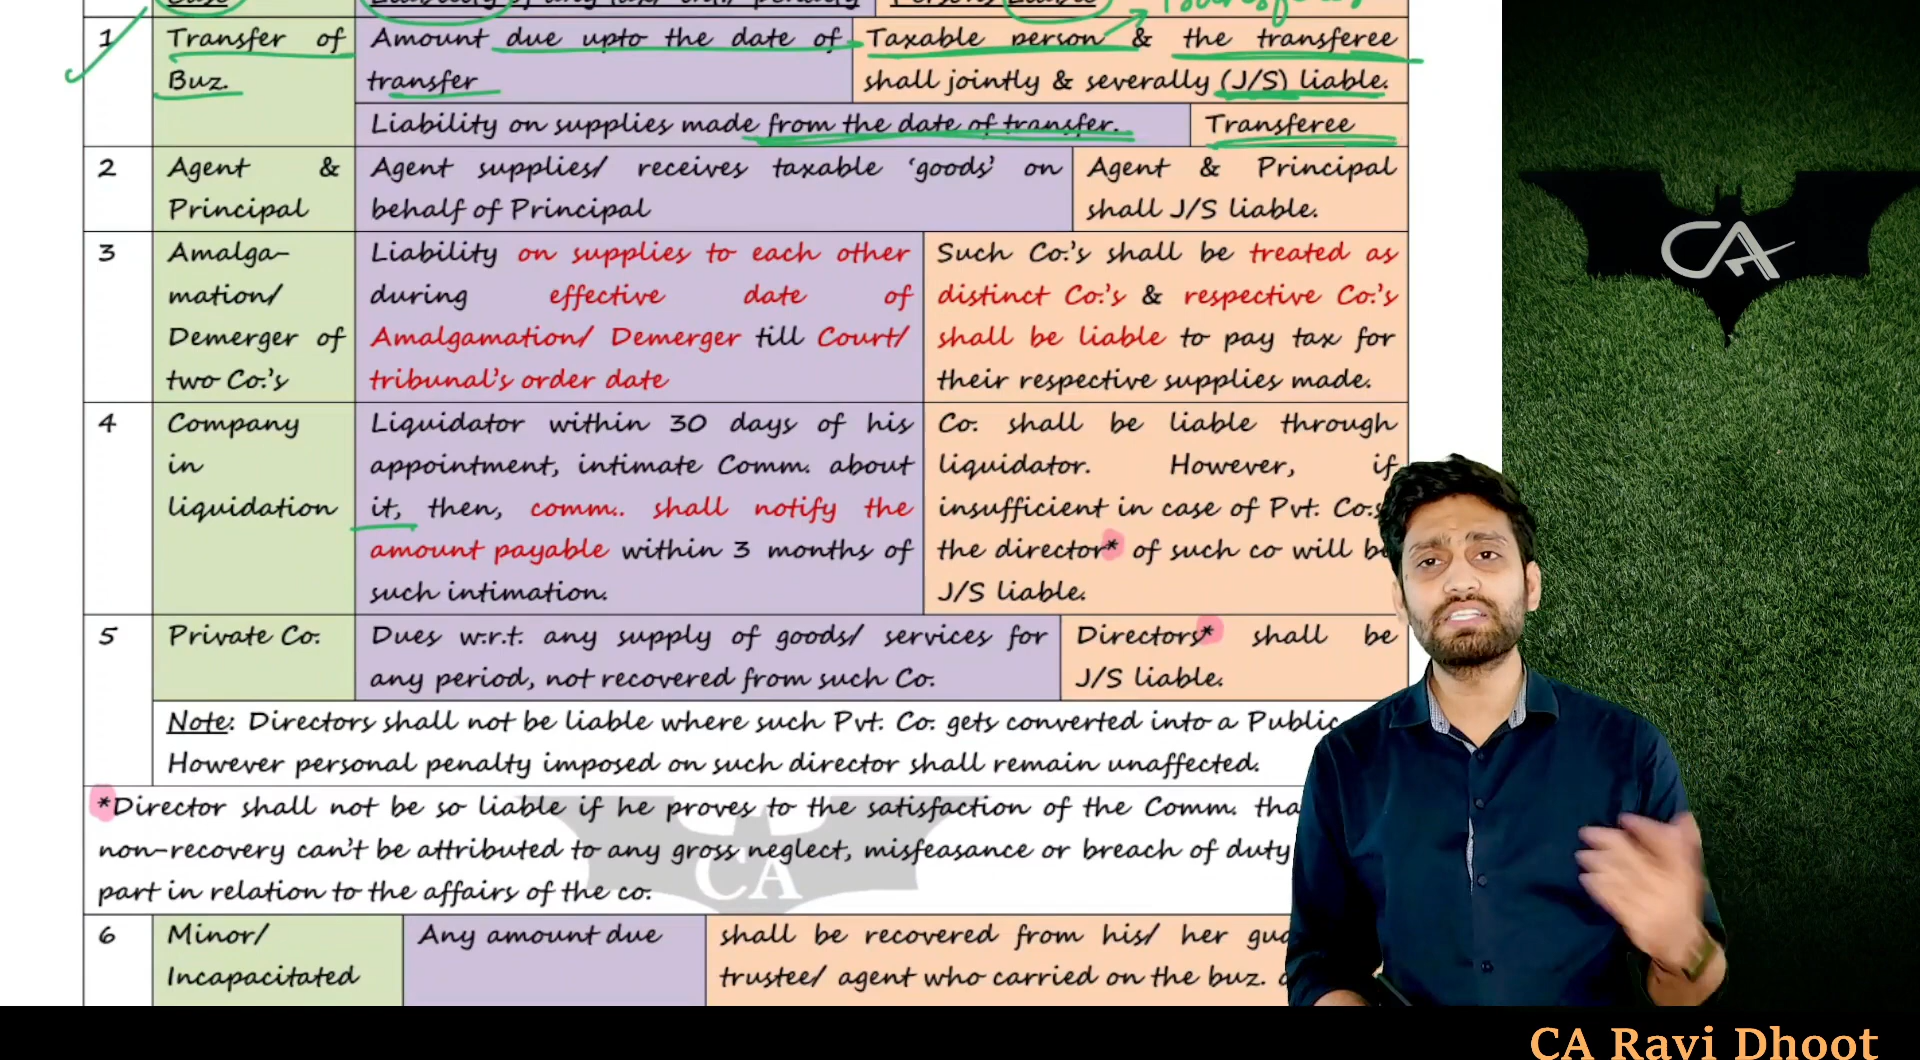 Case Liability of any tax/ int./ penalty Persons Liable
1 Transfer of Buz. Amount due upto the date of transfer Taxable person & the transferee shall jointly & severally (J/S) liable.
Liability on supplies made from the date of transfer. Transferee
2 Agent & Principal Agent supplies/ receives taxable 'goods' on behalf of Principal Agent & Principal shall J/S liable.
3 Amalga-
mation/
Demerger of
two Co.'s
Liability on supplies to each other
during effective date of
Amalgamation/ Demerger till Court/
tribunal's order date
Such Co.'s shall be treated as
distinct Co.'s & respective Co.'s
shall be liable to pay tax for
their respective supplies made.
4 Company
in
liquidation
Liquidator within 30 days of his
appointment, intimate Comm. about
it, then, comm.. shall notify the
amount payable within 3 months of
such intimation.
Co. shall be liable through
liquidator. However, if
insufficient in case of Pvt. Co.s
the director* of such co will be
J/S liable.
5 Private Co.
Dues w.r.t. any supply of goods/ services for
any period, not recovered from such Co.
Directors* shall be
J/S liable.
Note: Directors shall not be liable where such Pvt. Co. gets converted into a Public
However personal penalty imposed on such director shall remain unaffected.
*Director shall not be so liable if he proves to the satisfaction of the Comm. tha
non-recovery can't be attributed to any gross neglect, misfeasance or breach of duty
part in relation to the affairs of the co.
6 Minor/
Incapacitated
Any amount due
shall be recovered from his/ her gua
trustee/ agent who carried on the buz.
CA
CA
CA Ravi Dhoot